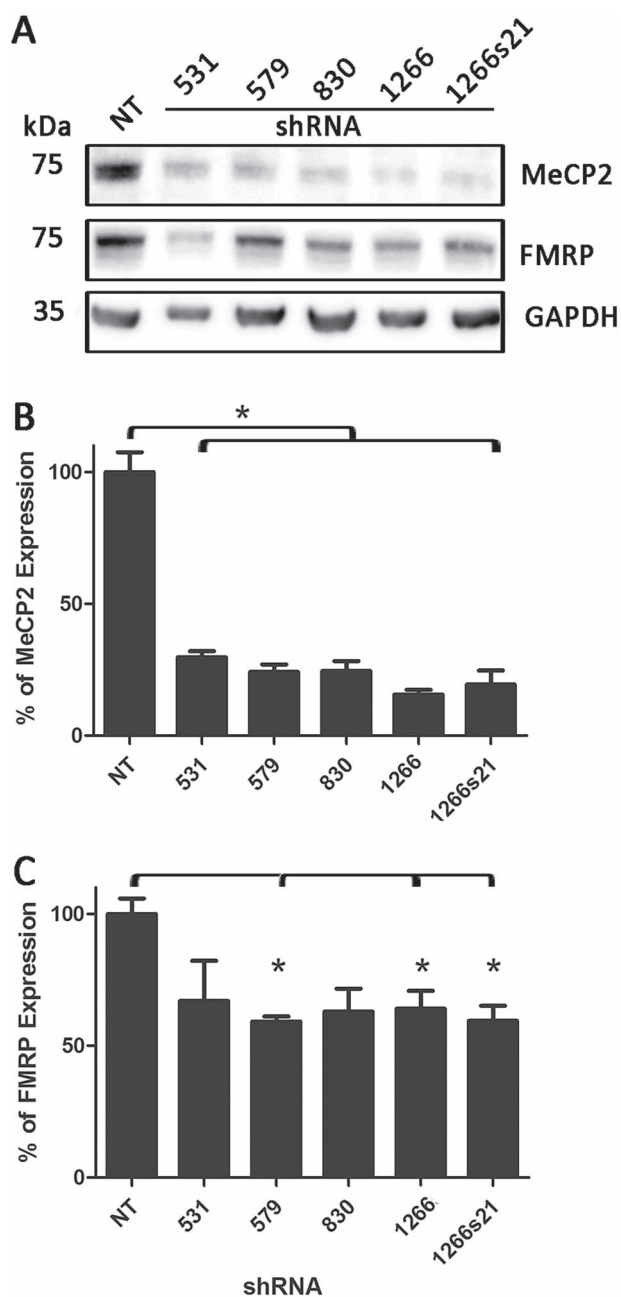 A
NT 531 579 830 1266 1266s21
kDa
shRNA
75 MeCP2
75 FMRP
35 GAPDH
B
*
% of MeCP2 Expression
100
50
0
NT 531 579 830 1266 1266s21
C
% of FMRP Expression
100
* * *
50
0
NT 531 579 830 1266 1266s21
shRNA